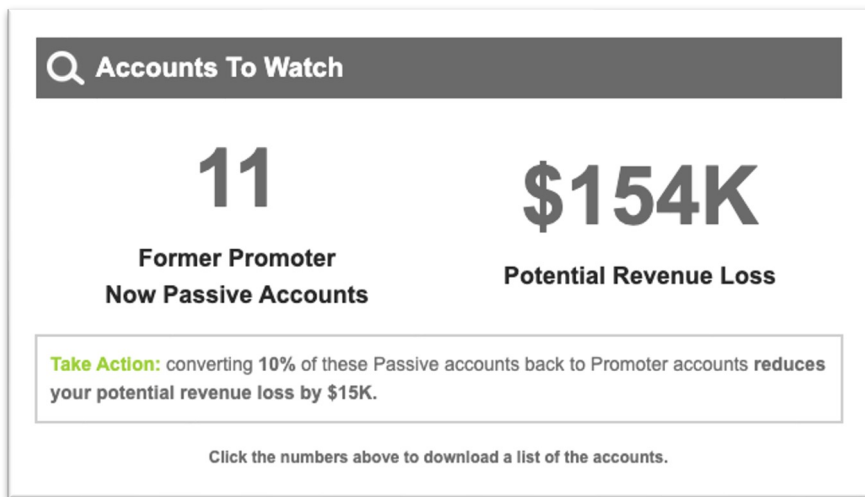 Accounts To Watch
11
Former Promoter
Now Passive Accounts
$154K
Potential Revenue Loss
Take Action: converting 10% of these Passive accounts back to Promoter accounts reduces
your potential revenue loss by $15K.
Click the numbers above to download a list of the accounts.